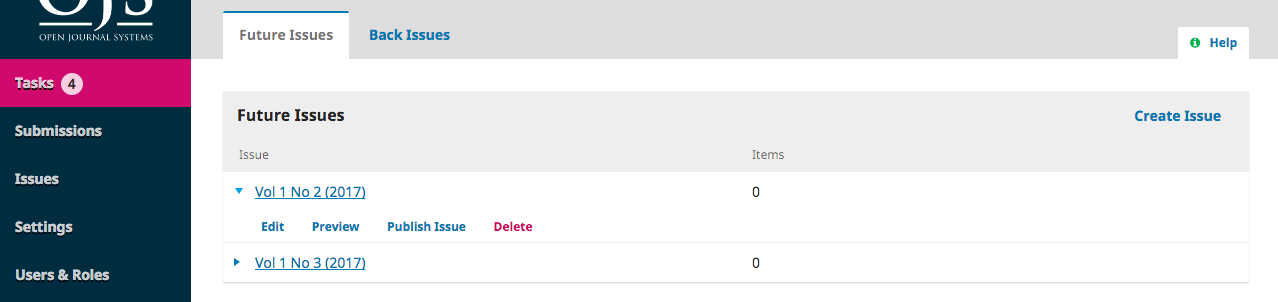 OJS
OPEN JOURNAL SYSTEMS
Tasks 4
Submissions
Issues
Settings
Users & Roles
Future Issues Back Issues
Help
Future Issues Create Issue
Issue Items
Vol 1 No 2 (2017) 0
Edit Preview Publish Issue Delete
Vol 1 No 3 (2017) 0